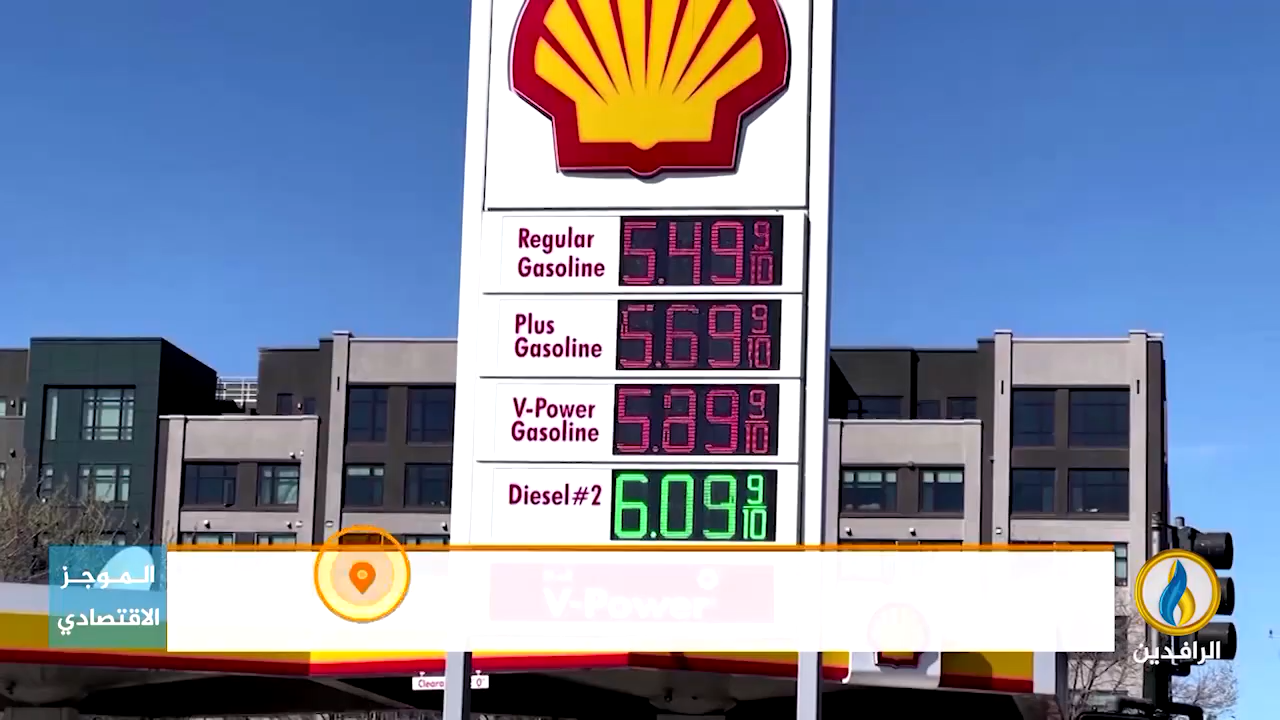 Regular
Gasoline
5.49 9/10
Plus
Gasoline
5.69 9/10
V-Power
Gasoline
5.89 9/10
Diesel #2
6.09 9/10
V-Power
الموجز
الاقتصادي
الرافدين